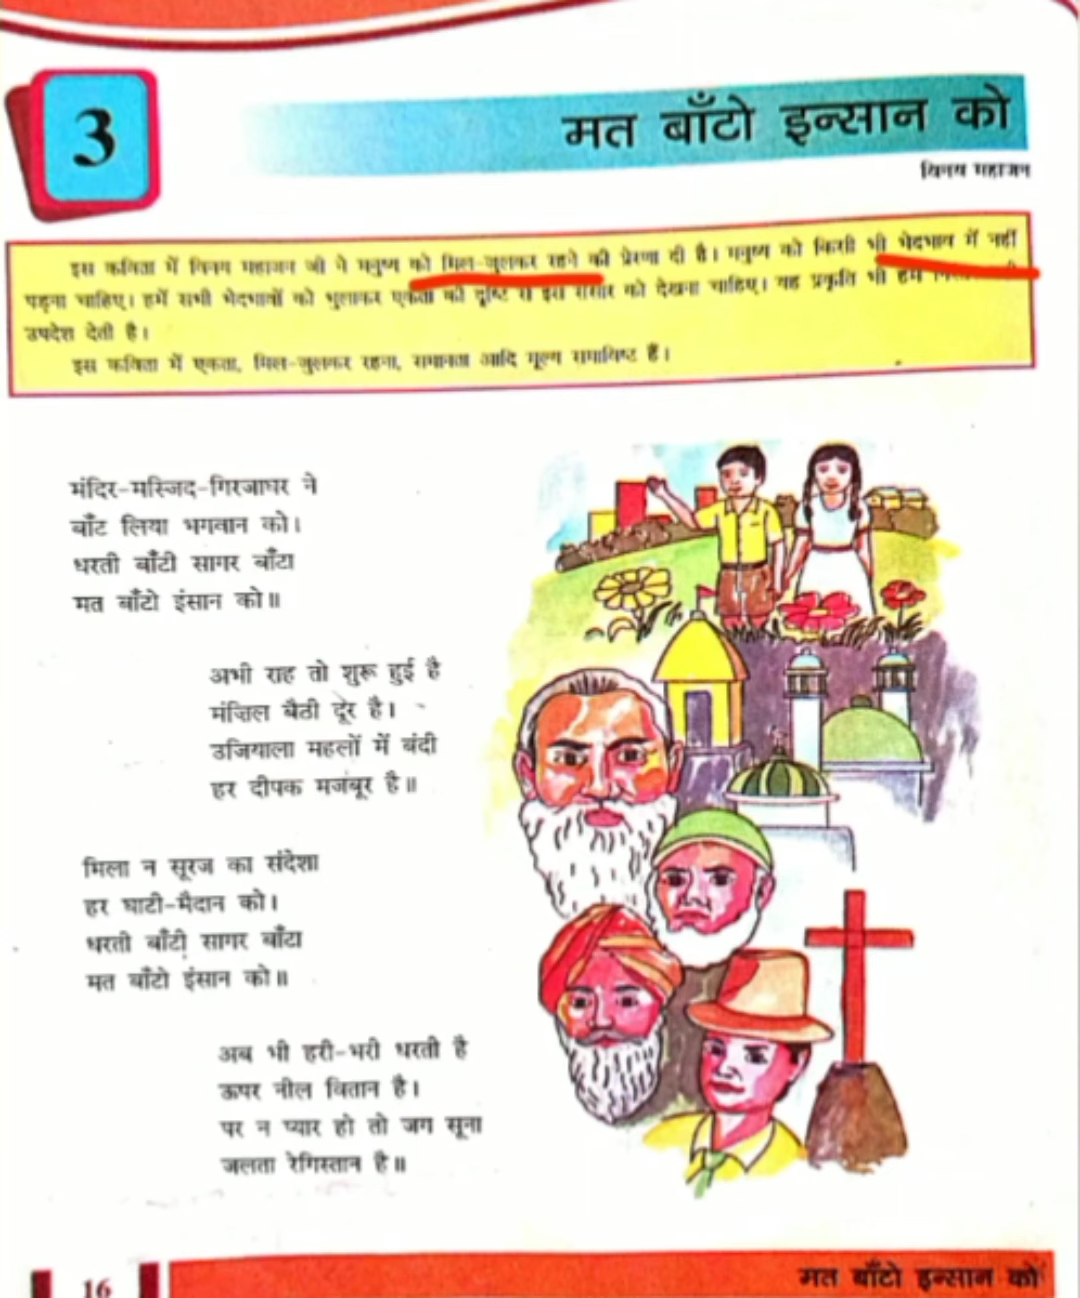 3
मत बाँटो इन्सान को
विनय महाजन
इस कविता में विनय महाजन जी ने मनुष्य को मिल-जुलकर रहने की प्रेरणा दी है। मनुष्य को किसी भी भेदभाव में नहीं
पड़ना चाहिए। हमें सभी भेदभावों को भुलाकर एकता की दृष्टि से इस संसार को देखना चाहिए। यह प्रकृति भी हमें
उपदेश देती है।
इस कविता में एकता, मिल-जुलकर रहना, समानता आदि मूल्य समाविष्ट हैं।
मंदिर-मस्जिद-गिरजाघर ने
बाँट लिया भगवान को।
धरती बाँटी सागर बाँटा
मत बाँटो इंसान को॥
अभी राह तो शुरू हुई है
मंज़िल बैठी दूर है।
उजियाला महलों में बंदी
हर दीपक मजबूर है॥
मिला न सूरज का संदेशा
हर घाटी-मैदान को।
धरती बाँटी सागर बाँटा
मत बाँटो इंसान को॥
अब भी हरी-भरी धरती है
ऊपर नील वितान है।
पर न प्यार हो तो जग सूना
जलता रेगिस्तान है॥
16
मत बाँटो इन्सान को